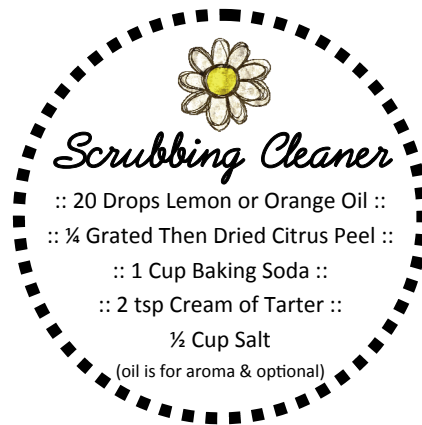 Scrubbing Cleaner
:: 20 Drops Lemon or Orange Oil ::
:: ¼ Grated Then Dried Citrus Peel ::
:: 1 Cup Baking Soda ::
:: 2 tsp Cream of Tarter ::
½ Cup Salt
(oil is for aroma & optional)